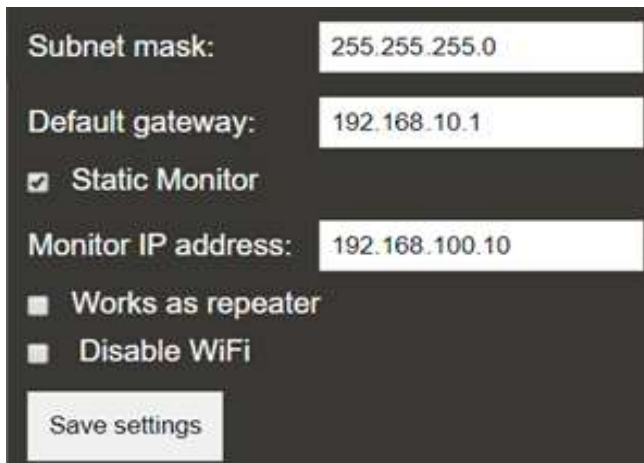 Subnet mask: 255.255.255.0
Default gateway: 192.168.10.1
Static Monitor
Monitor IP address: 192.168.100.10
Works as repeater
Disable WiFi
Save settings